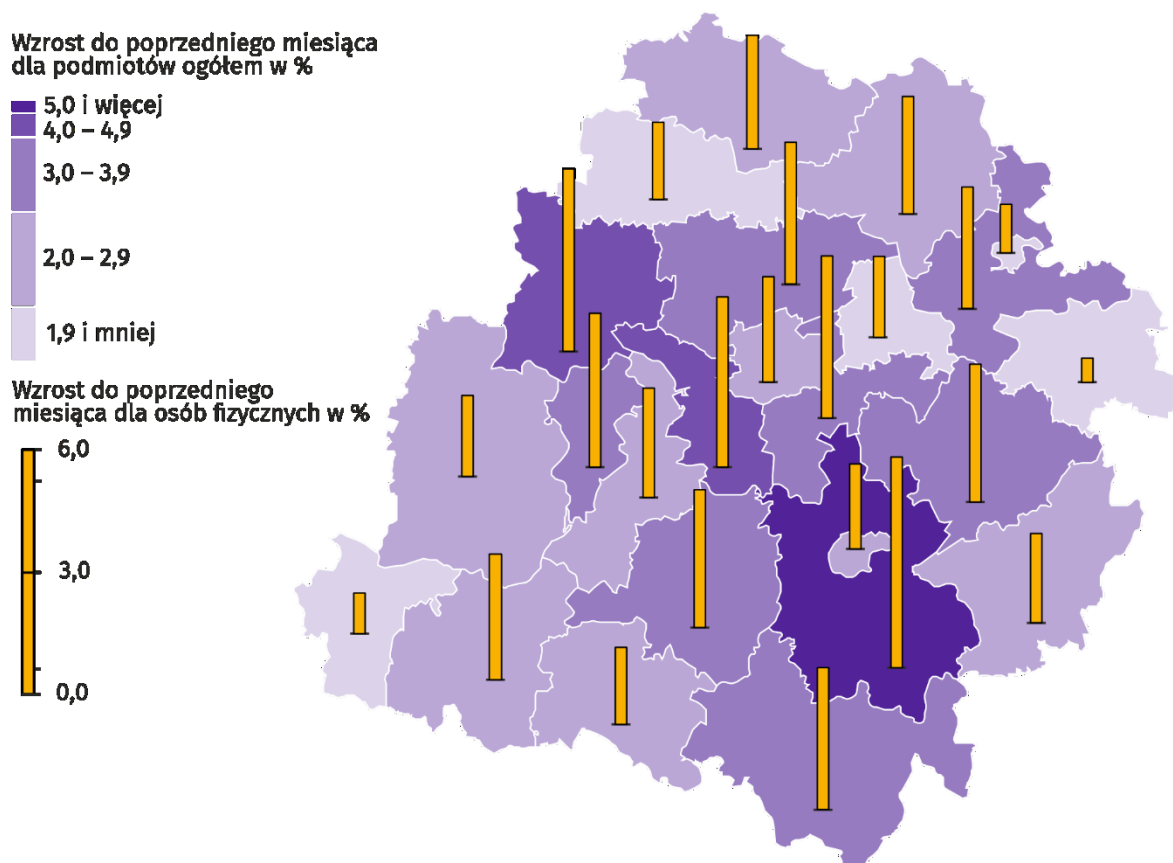 Wzrost do poprzedniego miesiąca
dla podmiotów ogółem w %
5,0 i więcej
4,0 – 4,9
3,0 – 3,9
2,0 – 2,9
1,9 i mniej
Wzrost do poprzedniego
miesiąca dla osób fizycznych w %
6,0
3,0
0,0